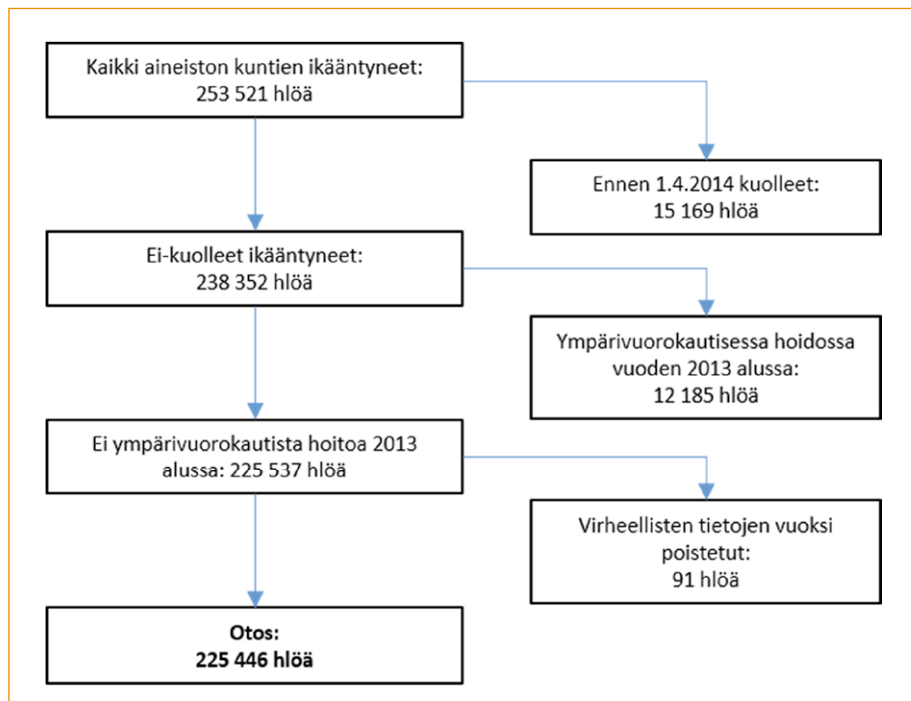 Kaikki aineiston kuntien ikääntyneet:
253 521 hlöä
Ennen 1.4.2014 kuolleet:
15 169 hlöä
Ei-kuolleet ikääntyneet:
238 352 hlöä
Ympärivuorokautisessa hoidossa
vuoden 2013 alussa:
12 185 hlöä
Ei ympärivuorokautista hoitoa 2013
alussa: 225 537 hlöä
Virheellisten tietojen vuoksi
poistetut:
91 hlöä
Otos:
225 446 hlöä